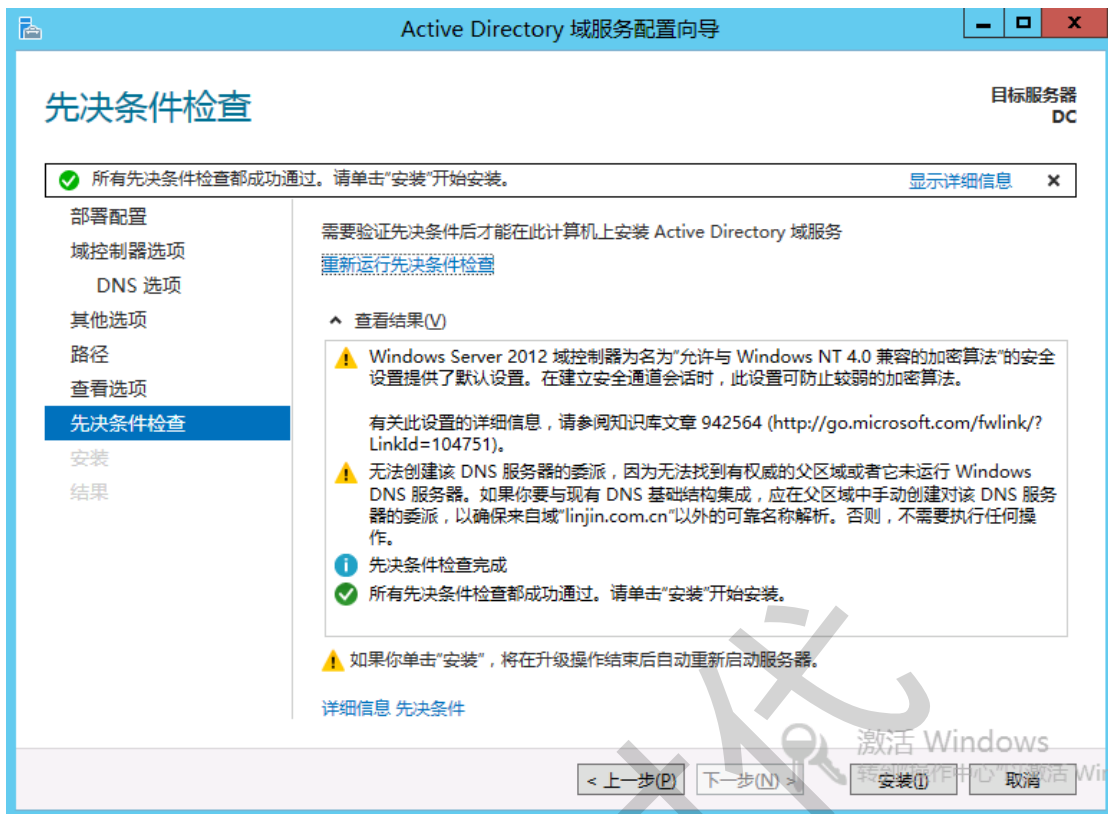 Active Directory 域服务配置向导
先决条件检查
目标服务器
DC
所有先决条件检查都成功通过。请单击"安装"开始安装。
显示详细信息
部署配置
域控制器选项
DNS 选项
其他选项
路径
查看选项
先决条件检查
安装
结果
需要验证先决条件后才能在此计算机上安装 Active Directory 域服务
重新运行先决条件检查
查看结果(V)
Windows Server 2012 域控制器为名为"允许与 Windows NT 4.0 兼容的加密算法"的安全
设置提供了默认设置。在建立安全通道会话时，此设置可防止较弱的加密算法。
有关此设置的详细信息，请参阅知识库文章 942564 (http://go.microsoft.com/fwlink/?
LinkId=104751)。
无法创建该 DNS 服务器的委派，因为无法找到有权威的父区域或者它未运行 Windows
DNS 服务器。如果你要与现有 DNS 基础结构集成，应在父区域中手动创建对该 DNS 服务
器的委派，以确保来自域"linjin.com.cn"以外的可靠名称解析。否则，不需要执行任何操
作。
先决条件检查完成
所有先决条件检查都成功通过。请单击"安装"开始安装。
如果你单击"安装"，将在升级操作结束后自动重新启动服务器。
详细信息 先决条件
激活 Windows
转到"操作中心"以激活 Wi
< 上一步(P)
下一步(N) >
安装(I)
取消
代